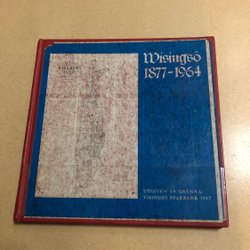 Wisingsö
1877-1964
UTGIVEN AV GRÄNNA-
VISINGSÖ SPARBANK 1967